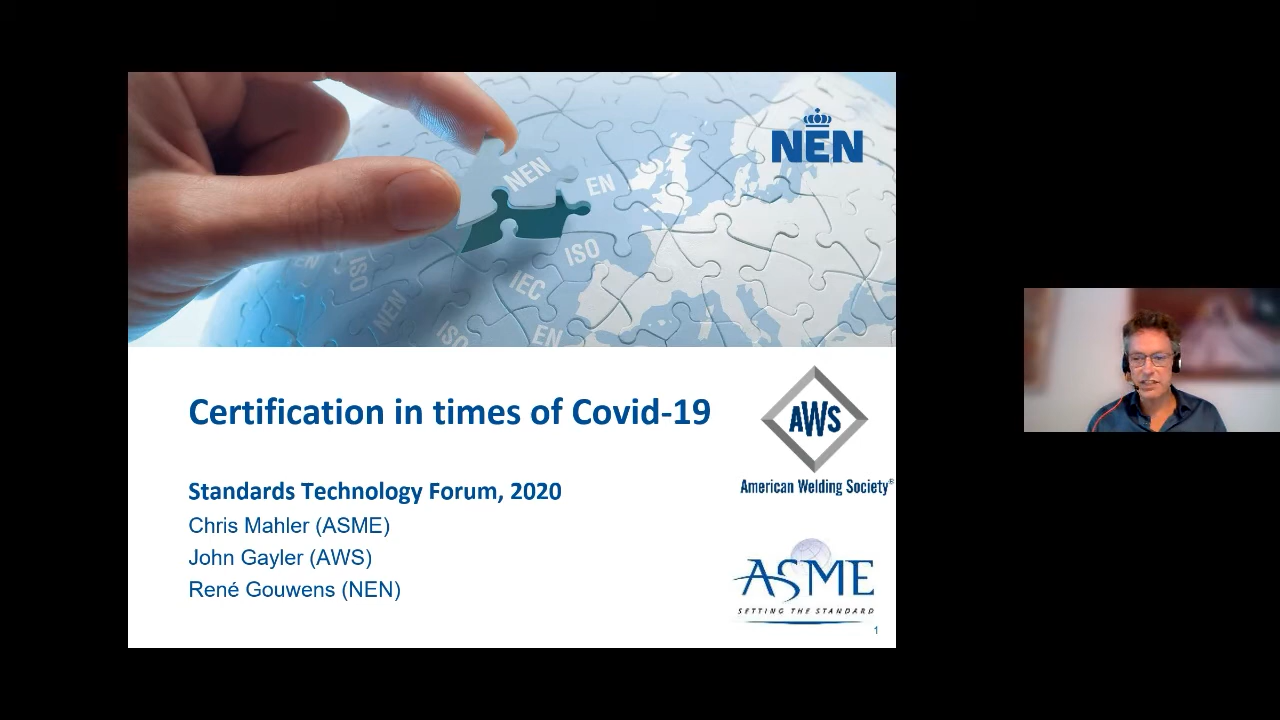 NEN
NEN
EN
ISO
IEC
EN
ISO
NEN
ISO
EN
Certification in times of Covid-19
AWS
Standards Technology Forum, 2020
American Welding Society®
Chris Mahler (ASME)
John Gayler (AWS)
René Gouwens (NEN)
ASME
SETTING THE STANDARD
1